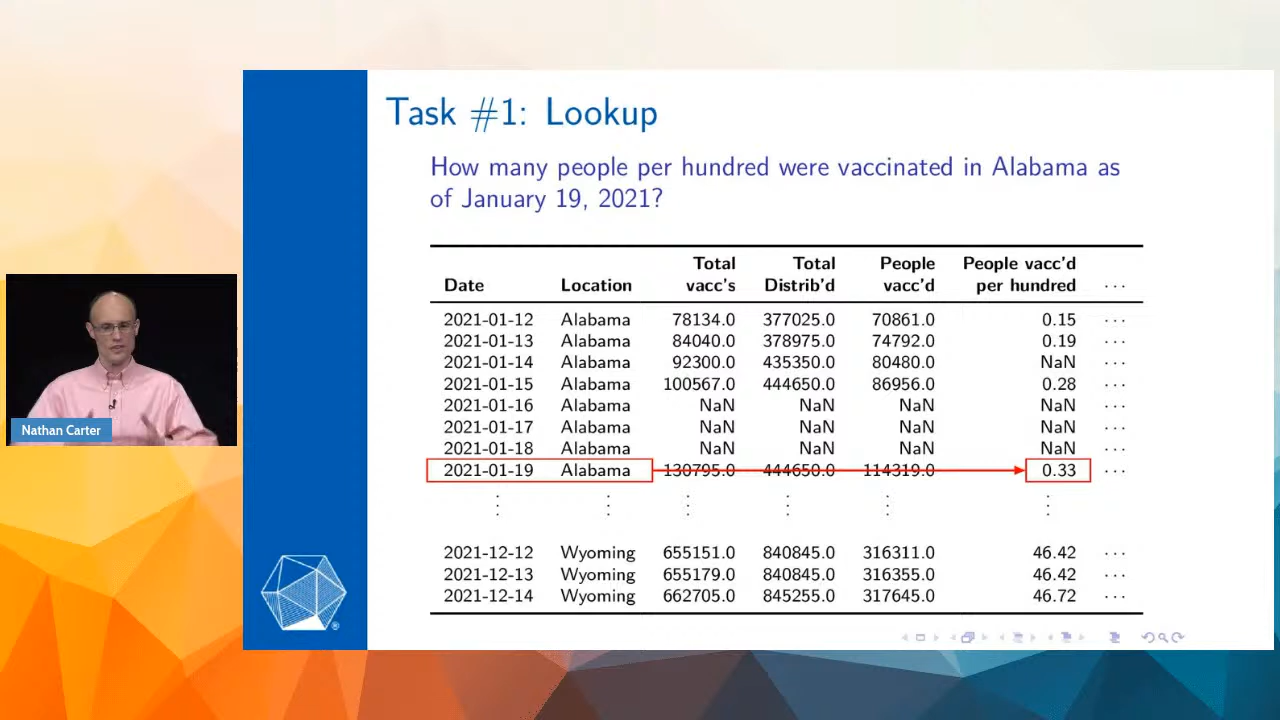 Task #1: Lookup
How many people per hundred were vaccinated in Alabama as
of January 19, 2021?
Total Total People People vacc'd
Date Location vacc's Distrib'd vacc'd per hundred ···
2021-01-12 Alabama 78134.0 377025.0 70861.0 0.15 ···
2021-01-13 Alabama 84040.0 378975.0 74792.0 0.19 ···
2021-01-14 Alabama 92300.0 435350.0 80480.0 NaN ···
2021-01-15 Alabama 100567.0 444650.0 86956.0 0.28 ···
2021-01-16 Alabama NaN NaN NaN NaN ···
2021-01-17 Alabama NaN NaN NaN NaN ···
2021-01-18 Alabama NaN NaN NaN NaN ···
2021-01-19 Alabama 130795.0 444650.0 114319.0 0.33 ···
⋮ ⋮ ⋮ ⋮ ⋮ ⋮
2021-12-12 Wyoming 655151.0 840845.0 316311.0 46.42 ···
2021-12-13 Wyoming 655179.0 840845.0 316355.0 46.42 ···
2021-12-14 Wyoming 662705.0 845255.0 317645.0 46.72 ···
Nathan Carter
®